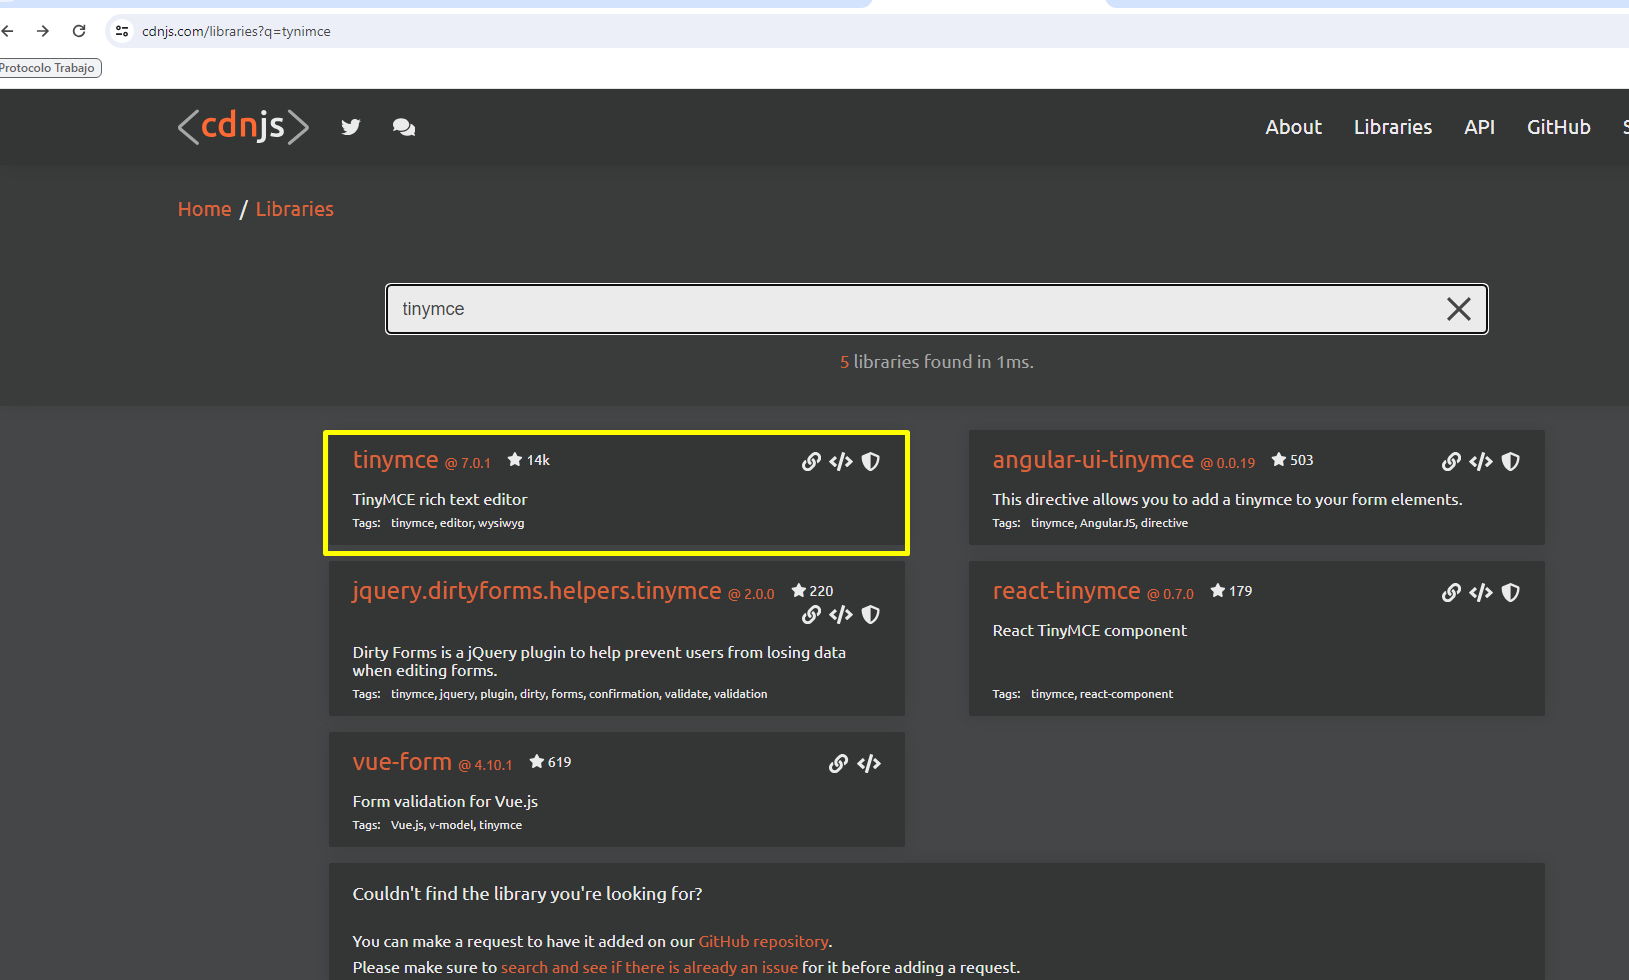 cdnjs.com/libraries?q=tynimce
Protocolo Trabajo
<cdnjs>
About Libraries API GitHub S
Home / Libraries
tinymce
5 libraries found in 1ms.
tinymce @ 7.0.1 14k
TinyMCE rich text editor
Tags: tinymce, editor, wysiwyg
angular-ui-tinymce @ 0.0.19 503
This directive allows you to add a tinymce to your form elements.
Tags: tinymce, AngularJS, directive
jquery.dirtyforms.helpers.tinymce @ 2.0.0 220
Dirty Forms is a jQuery plugin to help prevent users from losing data
when editing forms.
Tags: tinymce, jquery, plugin, dirty, forms, confirmation, validate, validation
react-tinymce @ 0.7.0 179
React TinyMCE component
Tags: tinymce, react-component
vue-form @ 4.10.1 619
Form validation for Vue.js
Tags: Vue.js, v-model, tinymce
Couldn't find the library you're looking for?
You can make a request to have it added on our GitHub repository.
Please make sure to search and see if there is already an issue for it before adding a request.